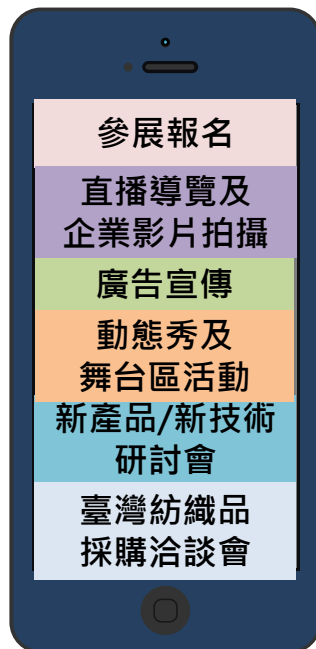 參展報名
直播導覽及
企業影片拍攝
廣告宣傳
動態秀及
舞台區活動
新產品/新技術
研討會
臺灣紡織品
採購洽談會